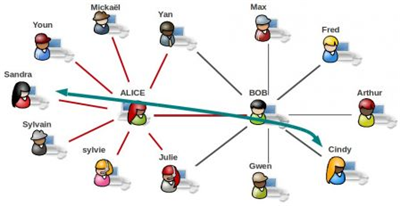 Mickaël
Max
Youn
Yan
Fred
Sandra
ALICE
BOB
Arthur
Sylvain
sylvie
Julie
Gwen
Cindy